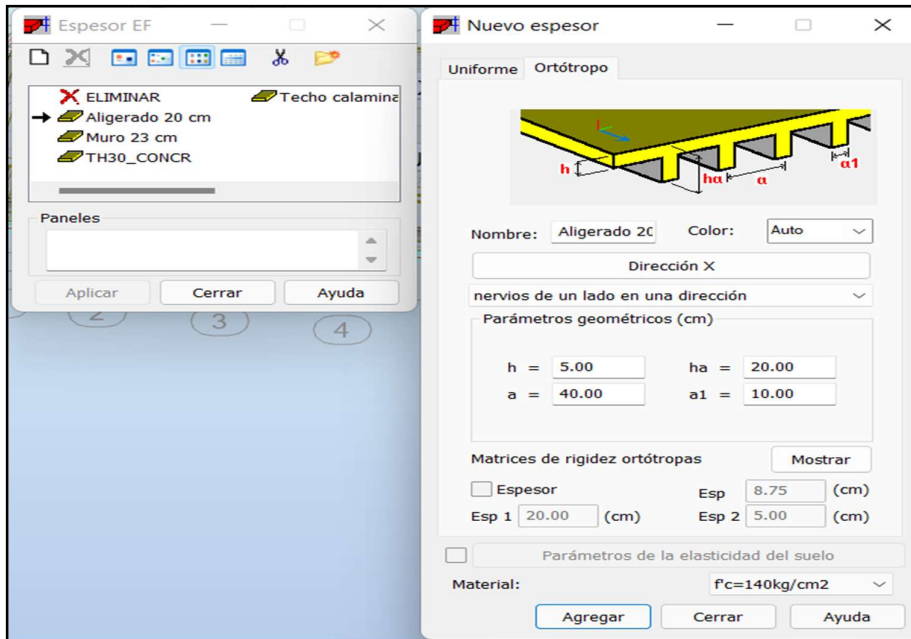 Espesor EF
ELIMINAR
Techo calamina
Aligerado 20 cm
Muro 23 cm
TH30_CONCR
Paneles
Aplicar
Cerrar
Ayuda
2
3
4
Nuevo espesor
Uniforme
Ortótropo
h
ha
a
a1
Nombre:
Aligerado 20
Color:
Auto
Dirección X
nervios de un lado en una dirección
Parámetros geométricos (cm)
h = 5.00
ha = 20.00
a = 40.00
a1 = 10.00
Matrices de rigidez ortótropas
Mostrar
Espesor
Esp 8.75 (cm)
Esp 1 20.00 (cm)
Esp 2 5.00 (cm)
Parámetros de la elasticidad del suelo
Material:
f'c=140kg/cm2
Agregar
Cerrar
Ayuda